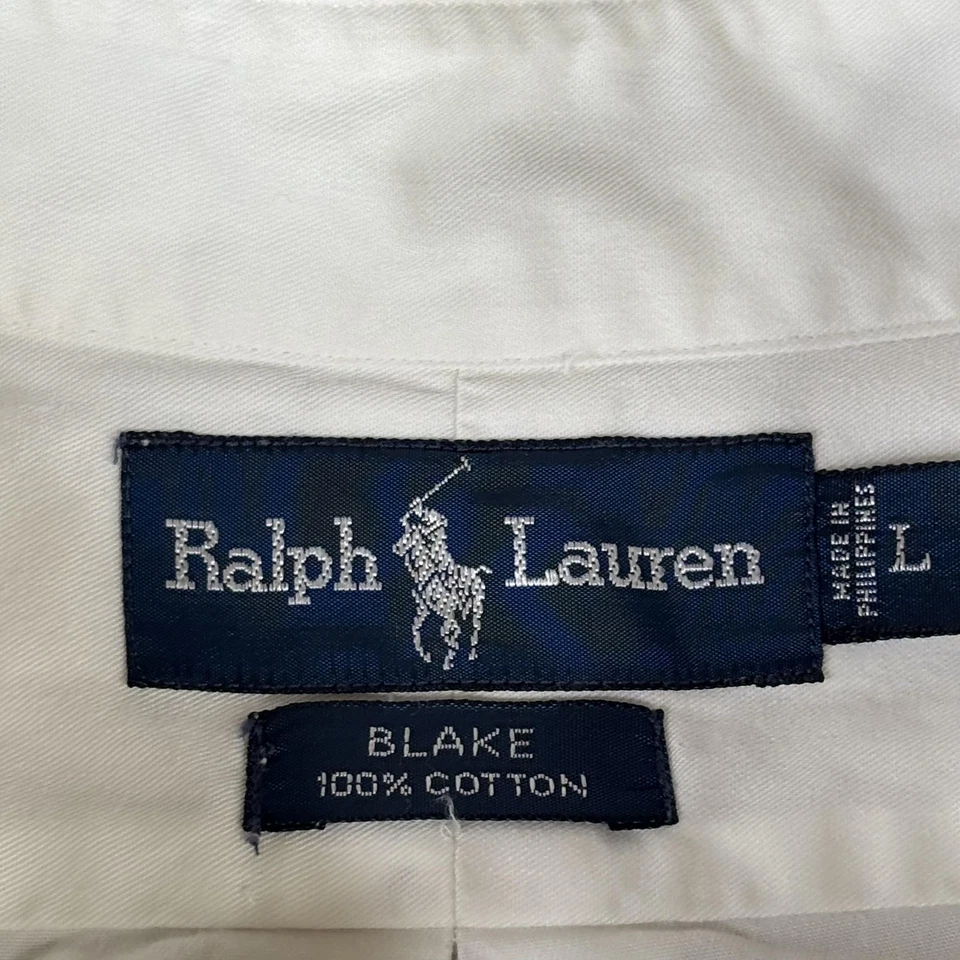 Ralph Lauren
MADE IN
PHILIPPINES
L
BLAKE
100% COTTON